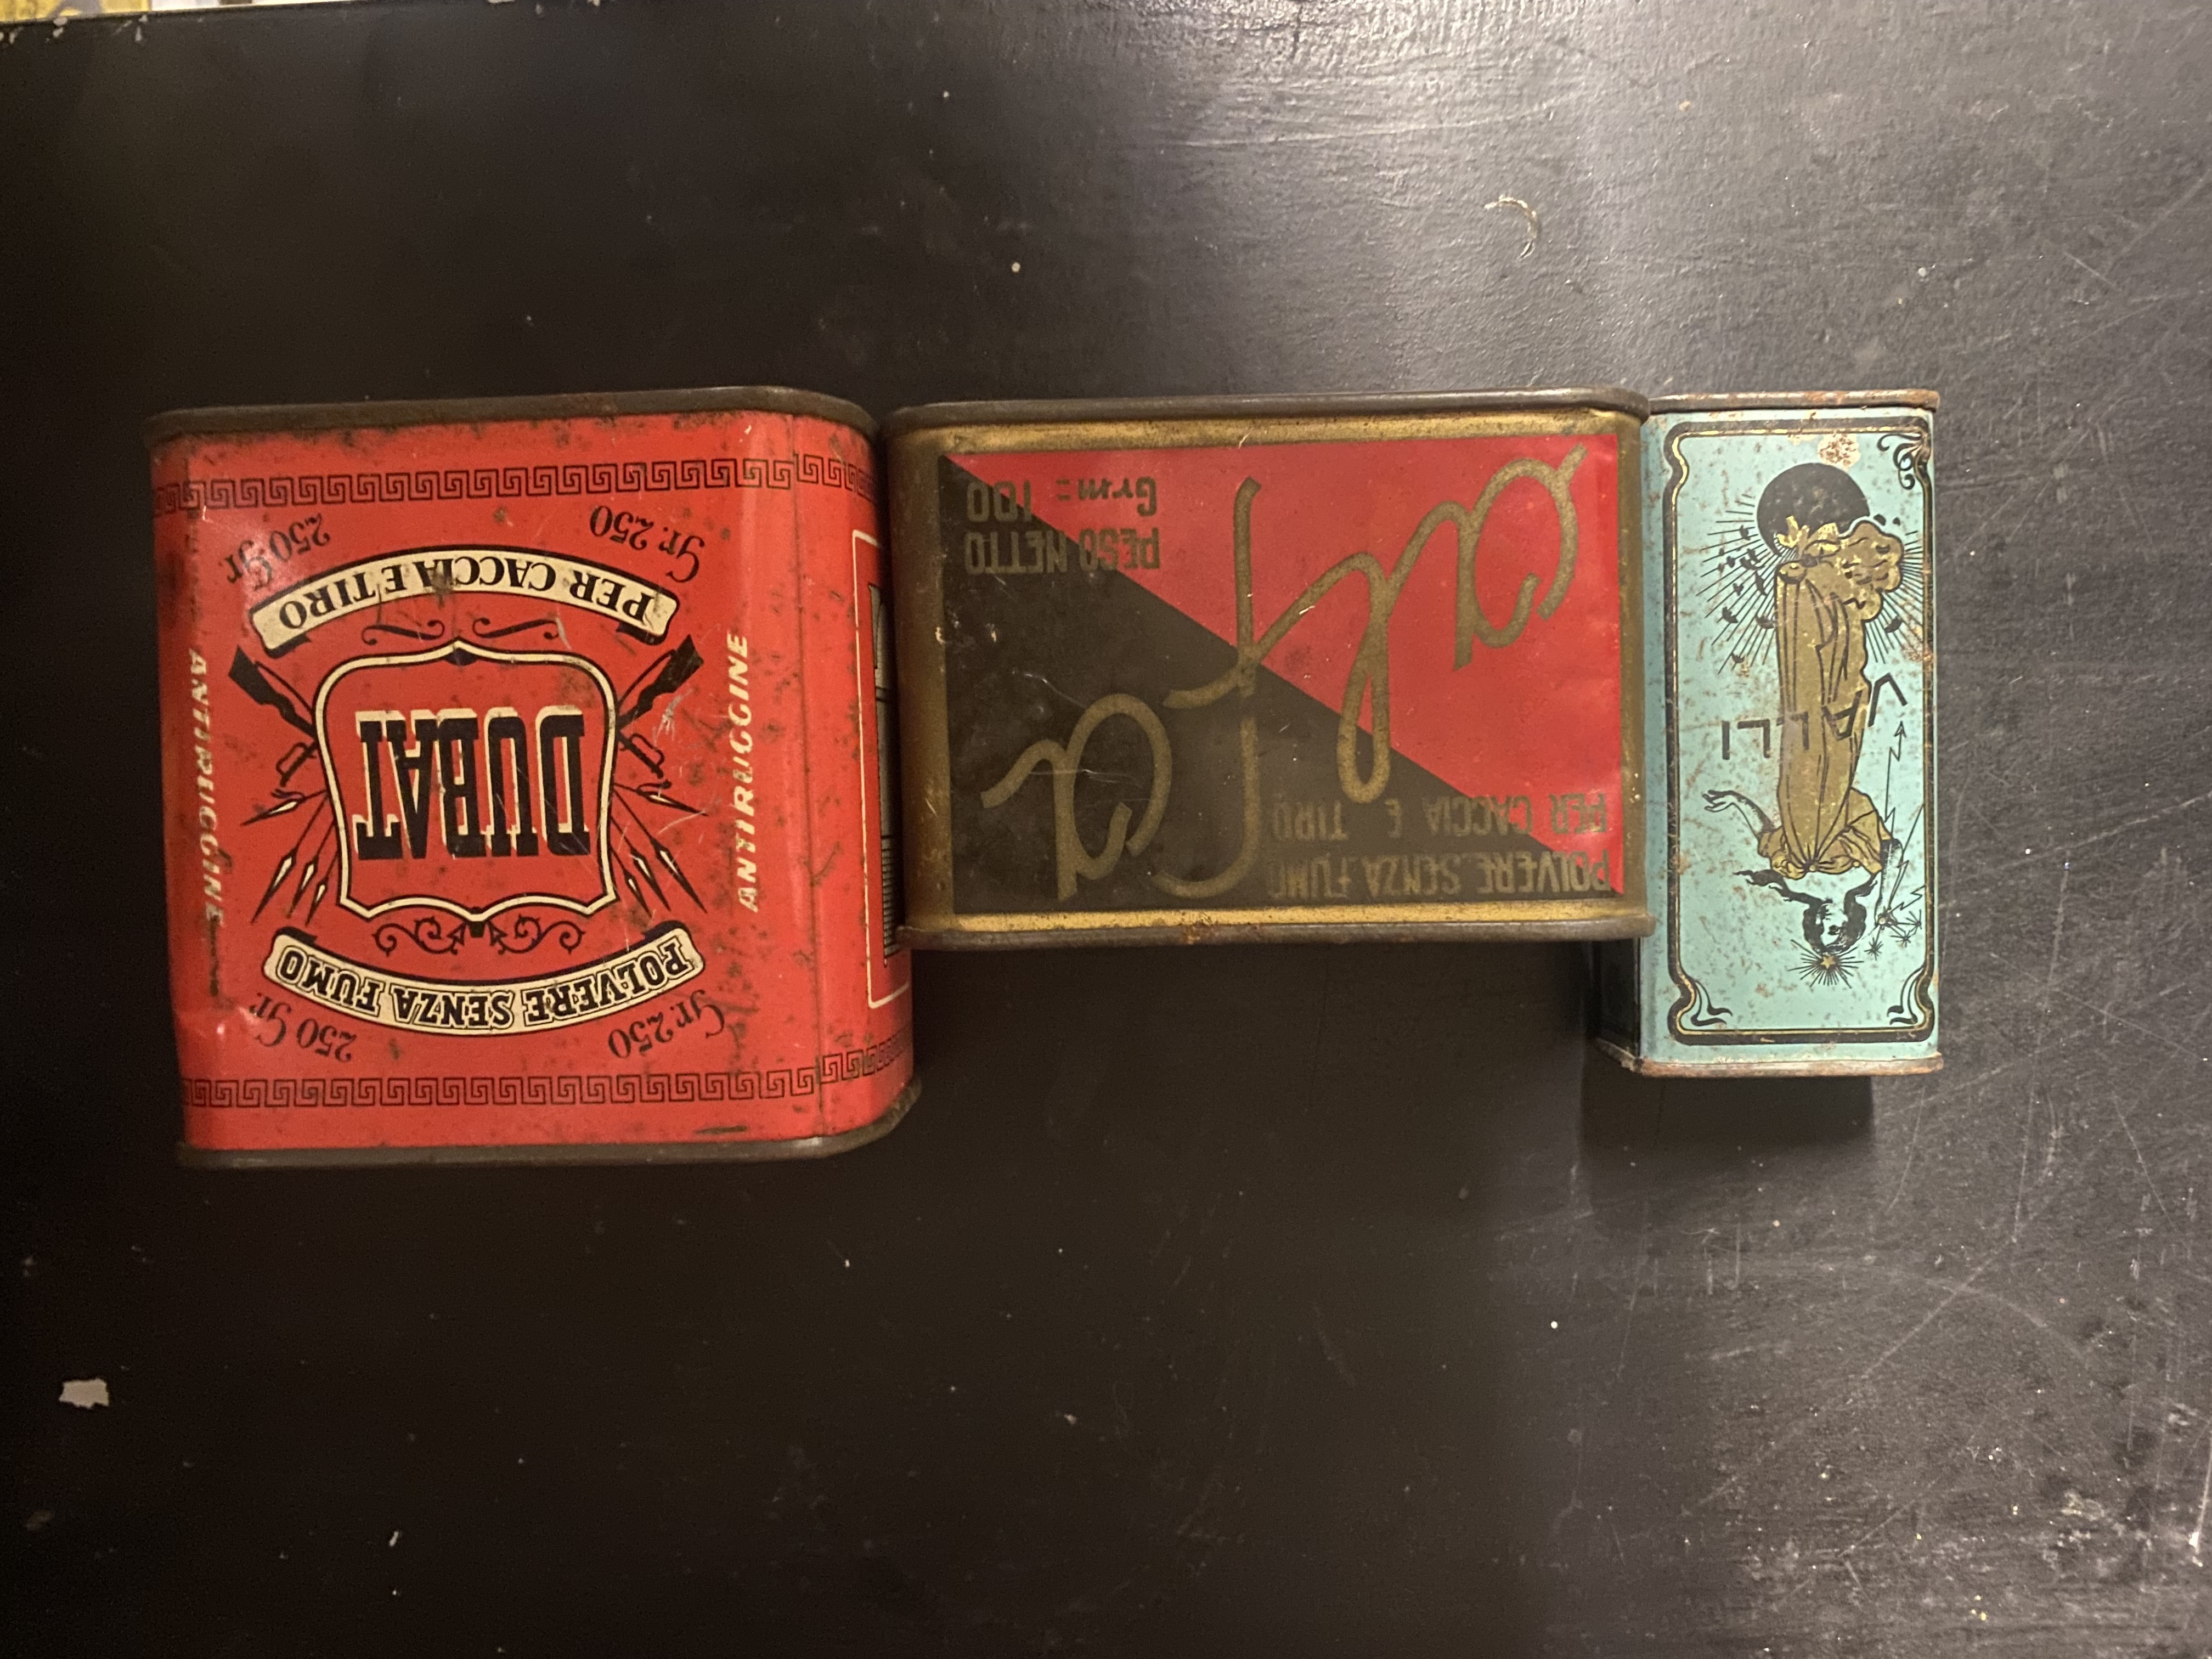 VALLI
POLVERE SENZA FUMO
PER CACCIA E TIRO
alfa
PESO NETTO
Grm: 100
Gr. 250
250 Gr.
POLVERE SENZA FUMO
ANTIRUGGINE
DUBAT
ANTIRUGGINE
PER CACCIA E TIRO
Gr. 250
250 Gr